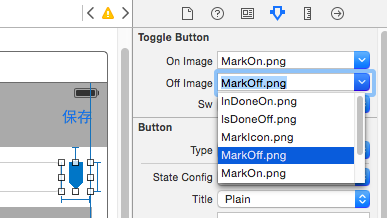 Toggle Button
On Image MarkOn.png
Off Image MarkOff.png
Sw
InDoneOn.png
IsDoneOff.png
MarkIcon.png
MarkOff.png
MarkOn.png
Button
Type
State Config
Title Plain
保存